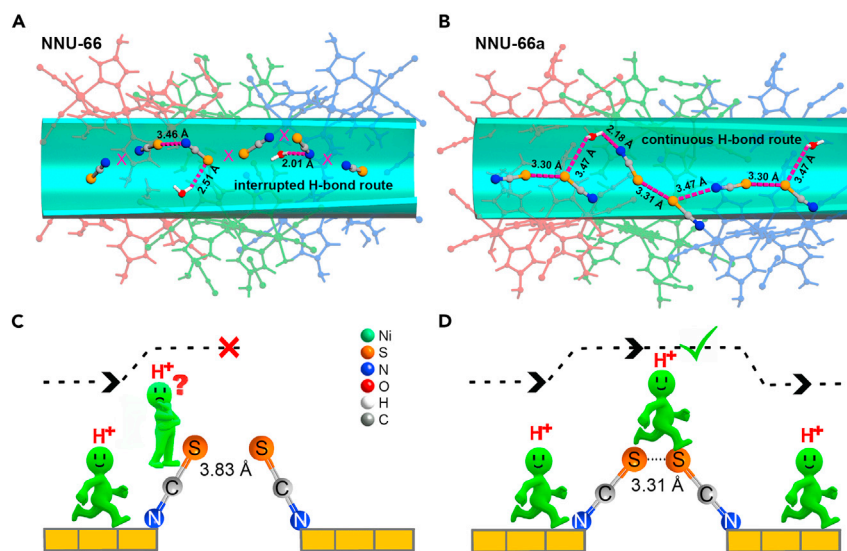 A
NNU-66
3.46 Å
X
X
X
X
2.51 Å
2.01 Å
interrupted H-bond route
B
NNU-66a
2.18 Å
continuous H-bond route
3.30 Å
3.47 Å
3.31 Å
3.47 Å
3.30 Å
3.47 Å
C
H+
?
H+
S
S
3.83 Å
C
C
N
N
Ni
S
N
O
H
C
D
H+
H+
H+
S
S
3.31 Å
C
C
N
N